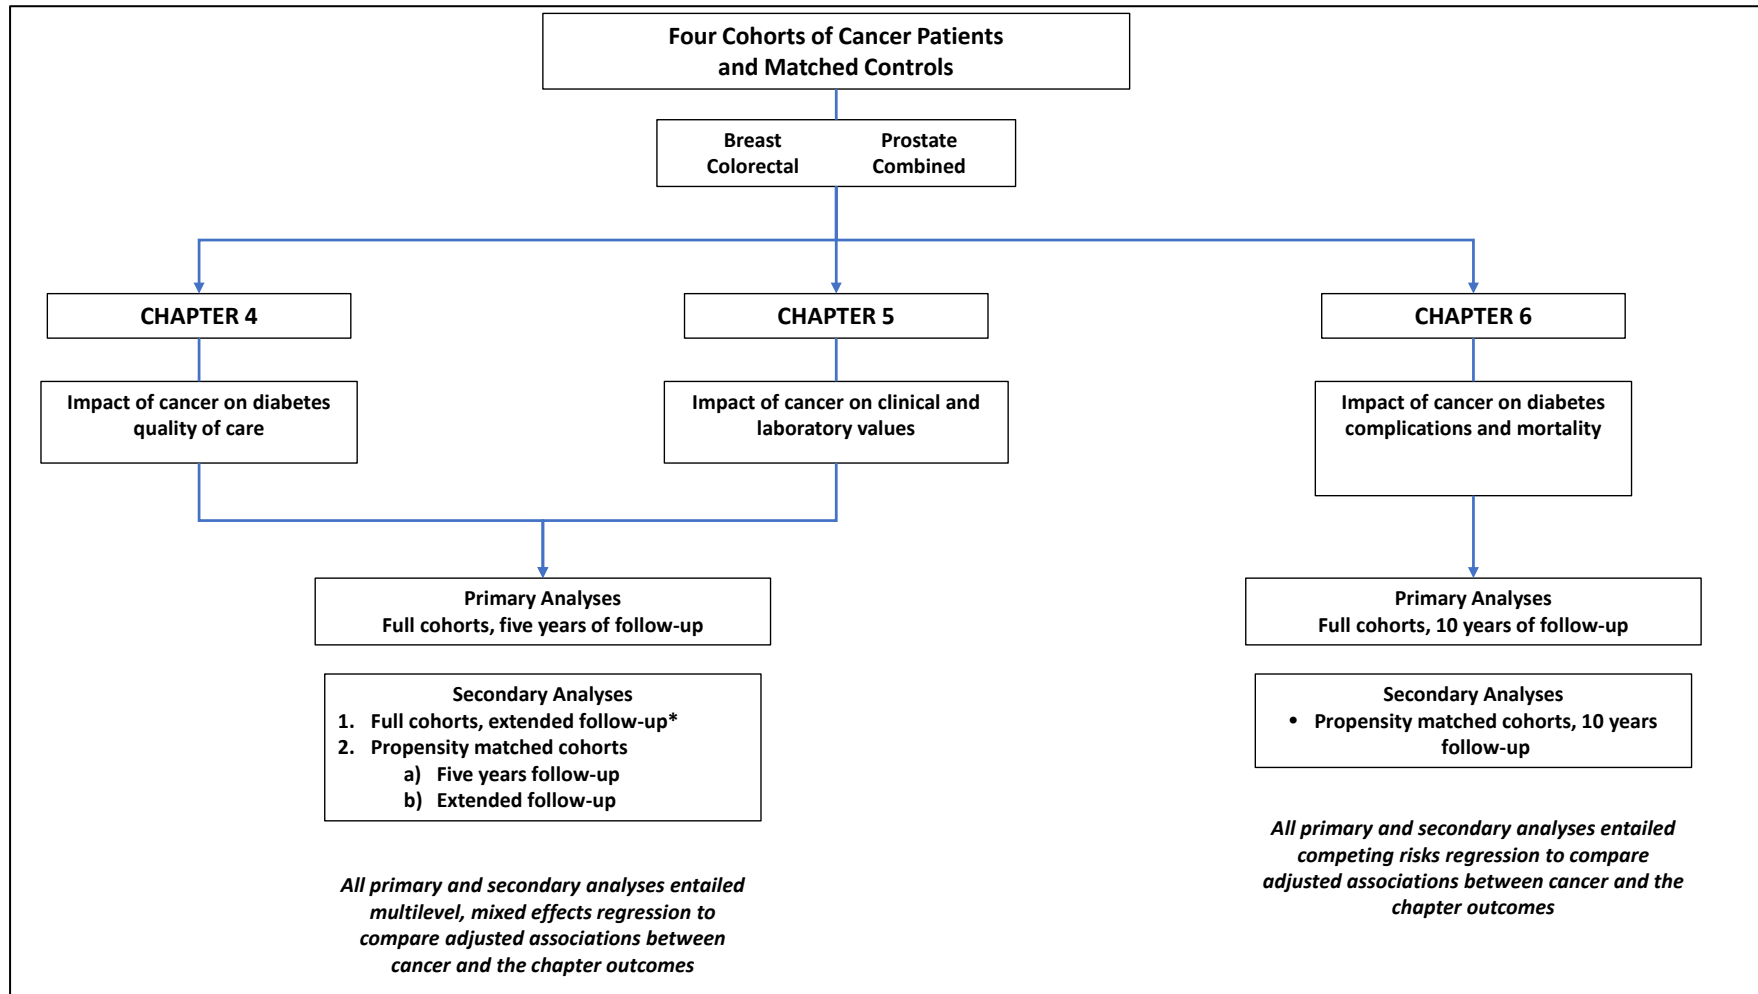 Four Cohorts of Cancer Patients
and Matched Controls
Breast Prostate
Colorectal Combined
CHAPTER 4
CHAPTER 5
CHAPTER 6
Impact of cancer on diabetes
quality of care
Impact of cancer on clinical and
laboratory values
Impact of cancer on diabetes
complications and mortality
Primary Analyses
Full cohorts, five years of follow-up
Secondary Analyses
1. Full cohorts, extended follow-up*
2. Propensity matched cohorts
a) Five years follow-up
b) Extended follow-up
All primary and secondary analyses entailed
multilevel, mixed effects regression to
compare adjusted associations between
cancer and the chapter outcomes
Primary Analyses
Full cohorts, 10 years of follow-up
Secondary Analyses
• Propensity matched cohorts, 10 years
follow-up
All primary and secondary analyses entailed
competing risks regression to compare
adjusted associations between cancer and the
chapter outcomes